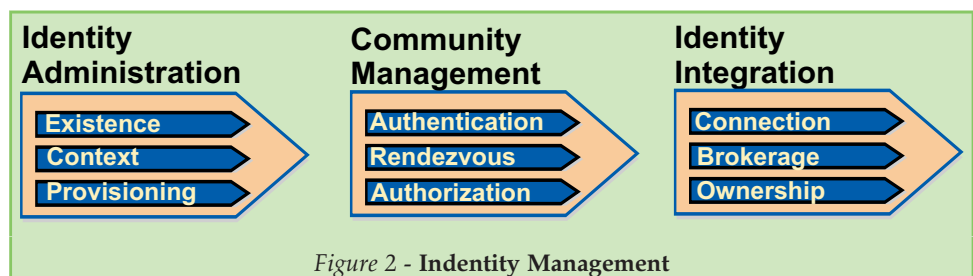 Identity
Administration
Existence
Context
Provisioning
Community
Management
Authentication
Rendezvous
Authorization
Identity
Integration
Connection
Brokerage
Ownership
Figure 2 - Indentity Management